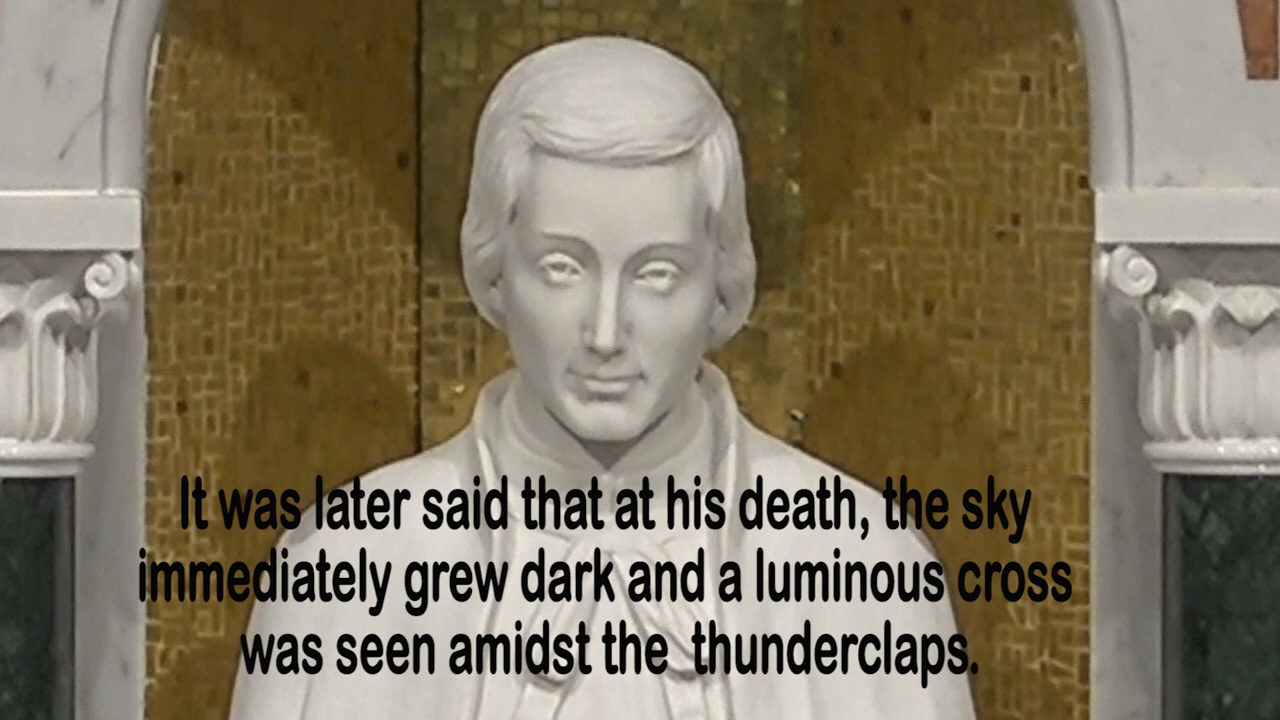 It was later said that at his death, the sky
immediately grew dark and a luminous cross
was seen amidst the  thunderclaps.